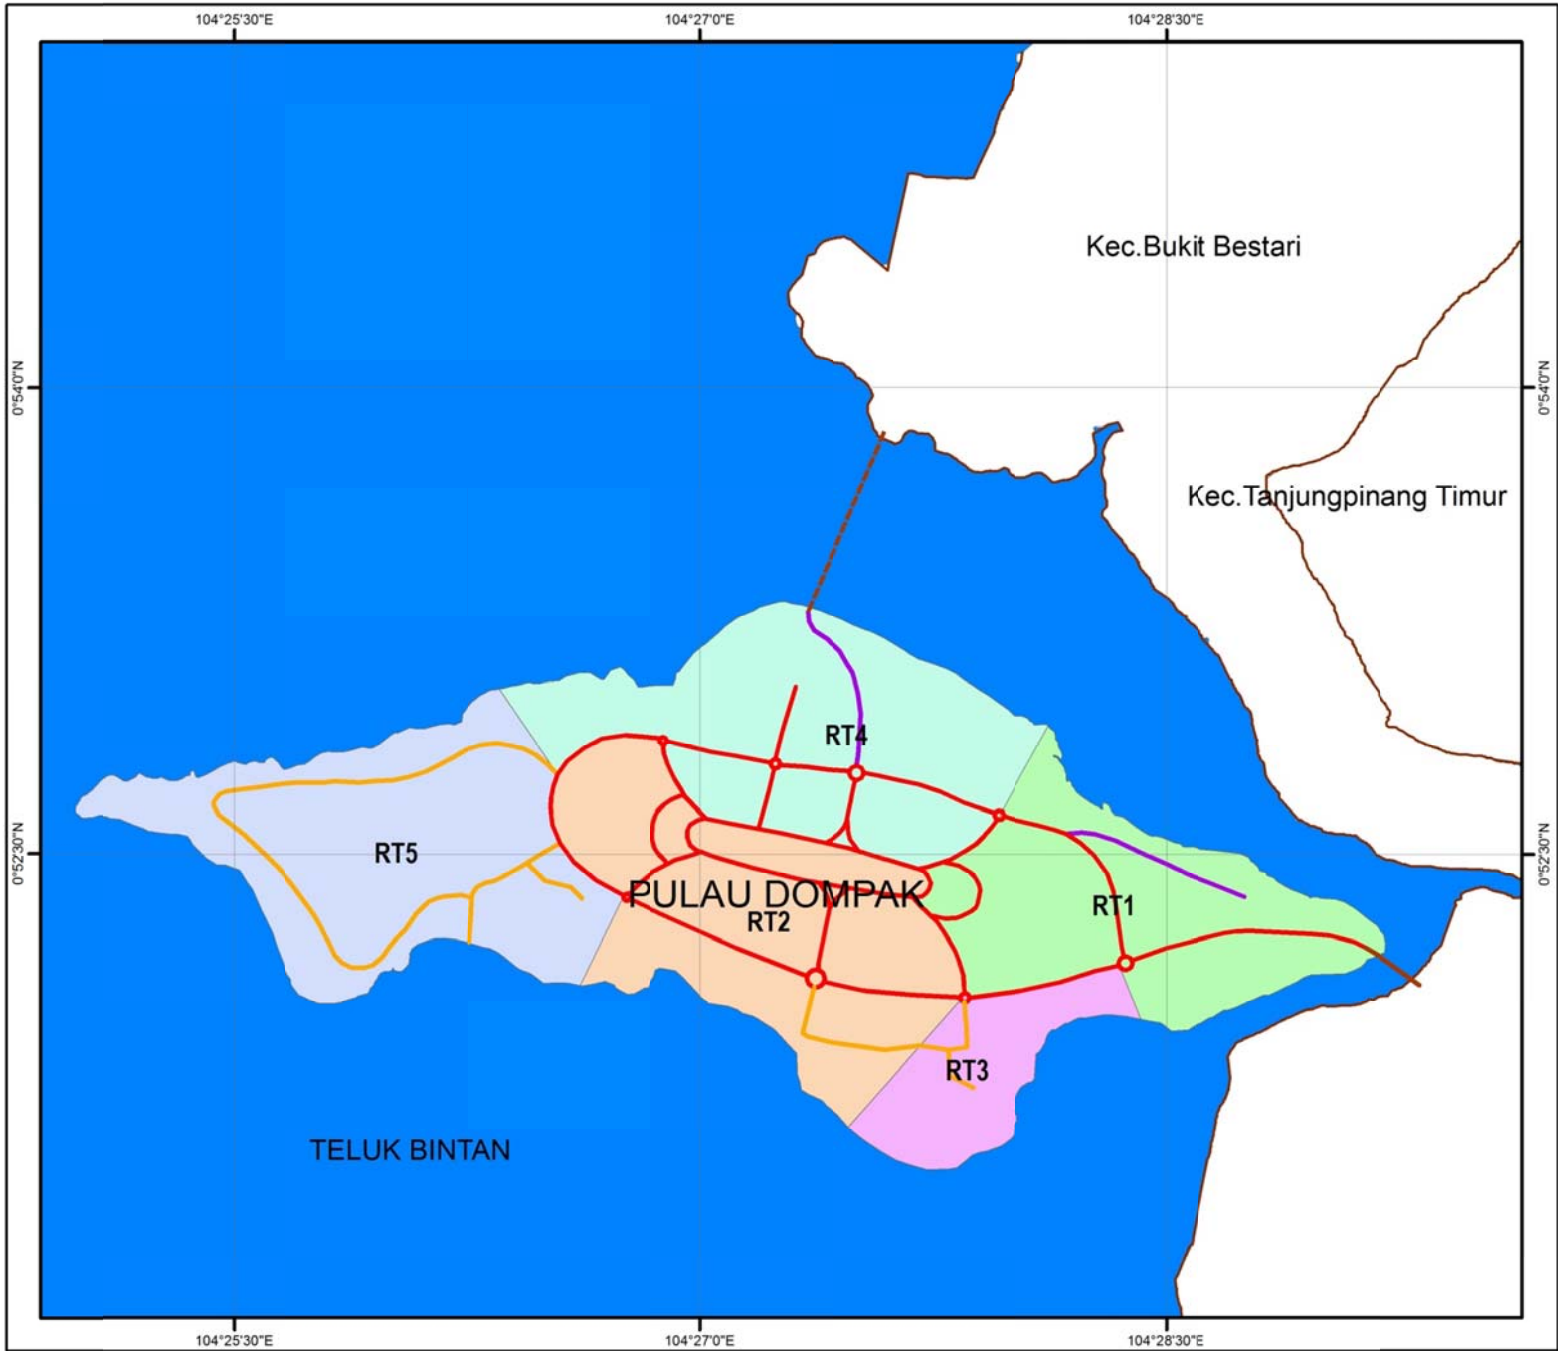 104°25'30"E
104°27'0"E
104°28'30"E
Kec.Bukit Bestari
0°54'0"N
0°54'0"N
Kec.Tanjungpinang Timur
RT4
0°52'30"N
RT5
0°52'30"N
PULAU DOMPAK
RT1
RT2
RT3
TELUK BINTAN
104°25'30"E
104°27'0"E
104°28'30"E